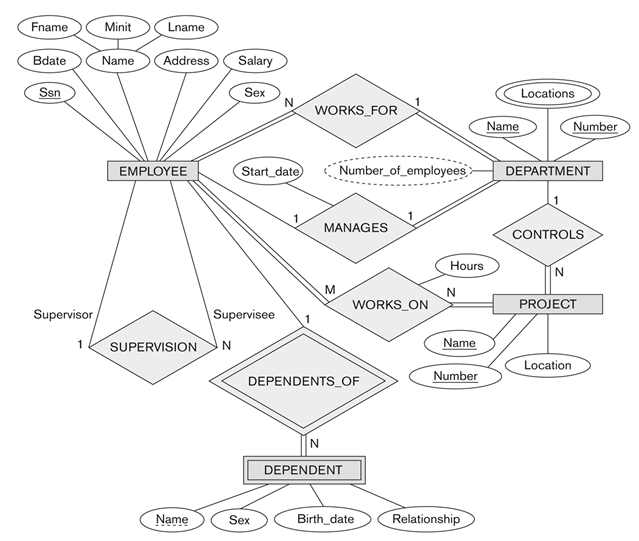 Fname Minit Lname
Bdate Name Address Salary
Ssn Sex
N WORKS_FOR 1
Locations
Name Number
EMPLOYEE Start_date Number_of_employees DEPARTMENT
1 MANAGES 1
1
CONTROLS
N
Hours
M WORKS_ON N PROJECT
Supervisor Supervisee
1 SUPERVISION N
1
Name
Number Location
DEPENDENTS_OF
N
DEPENDENT
Name Sex Birth_date Relationship